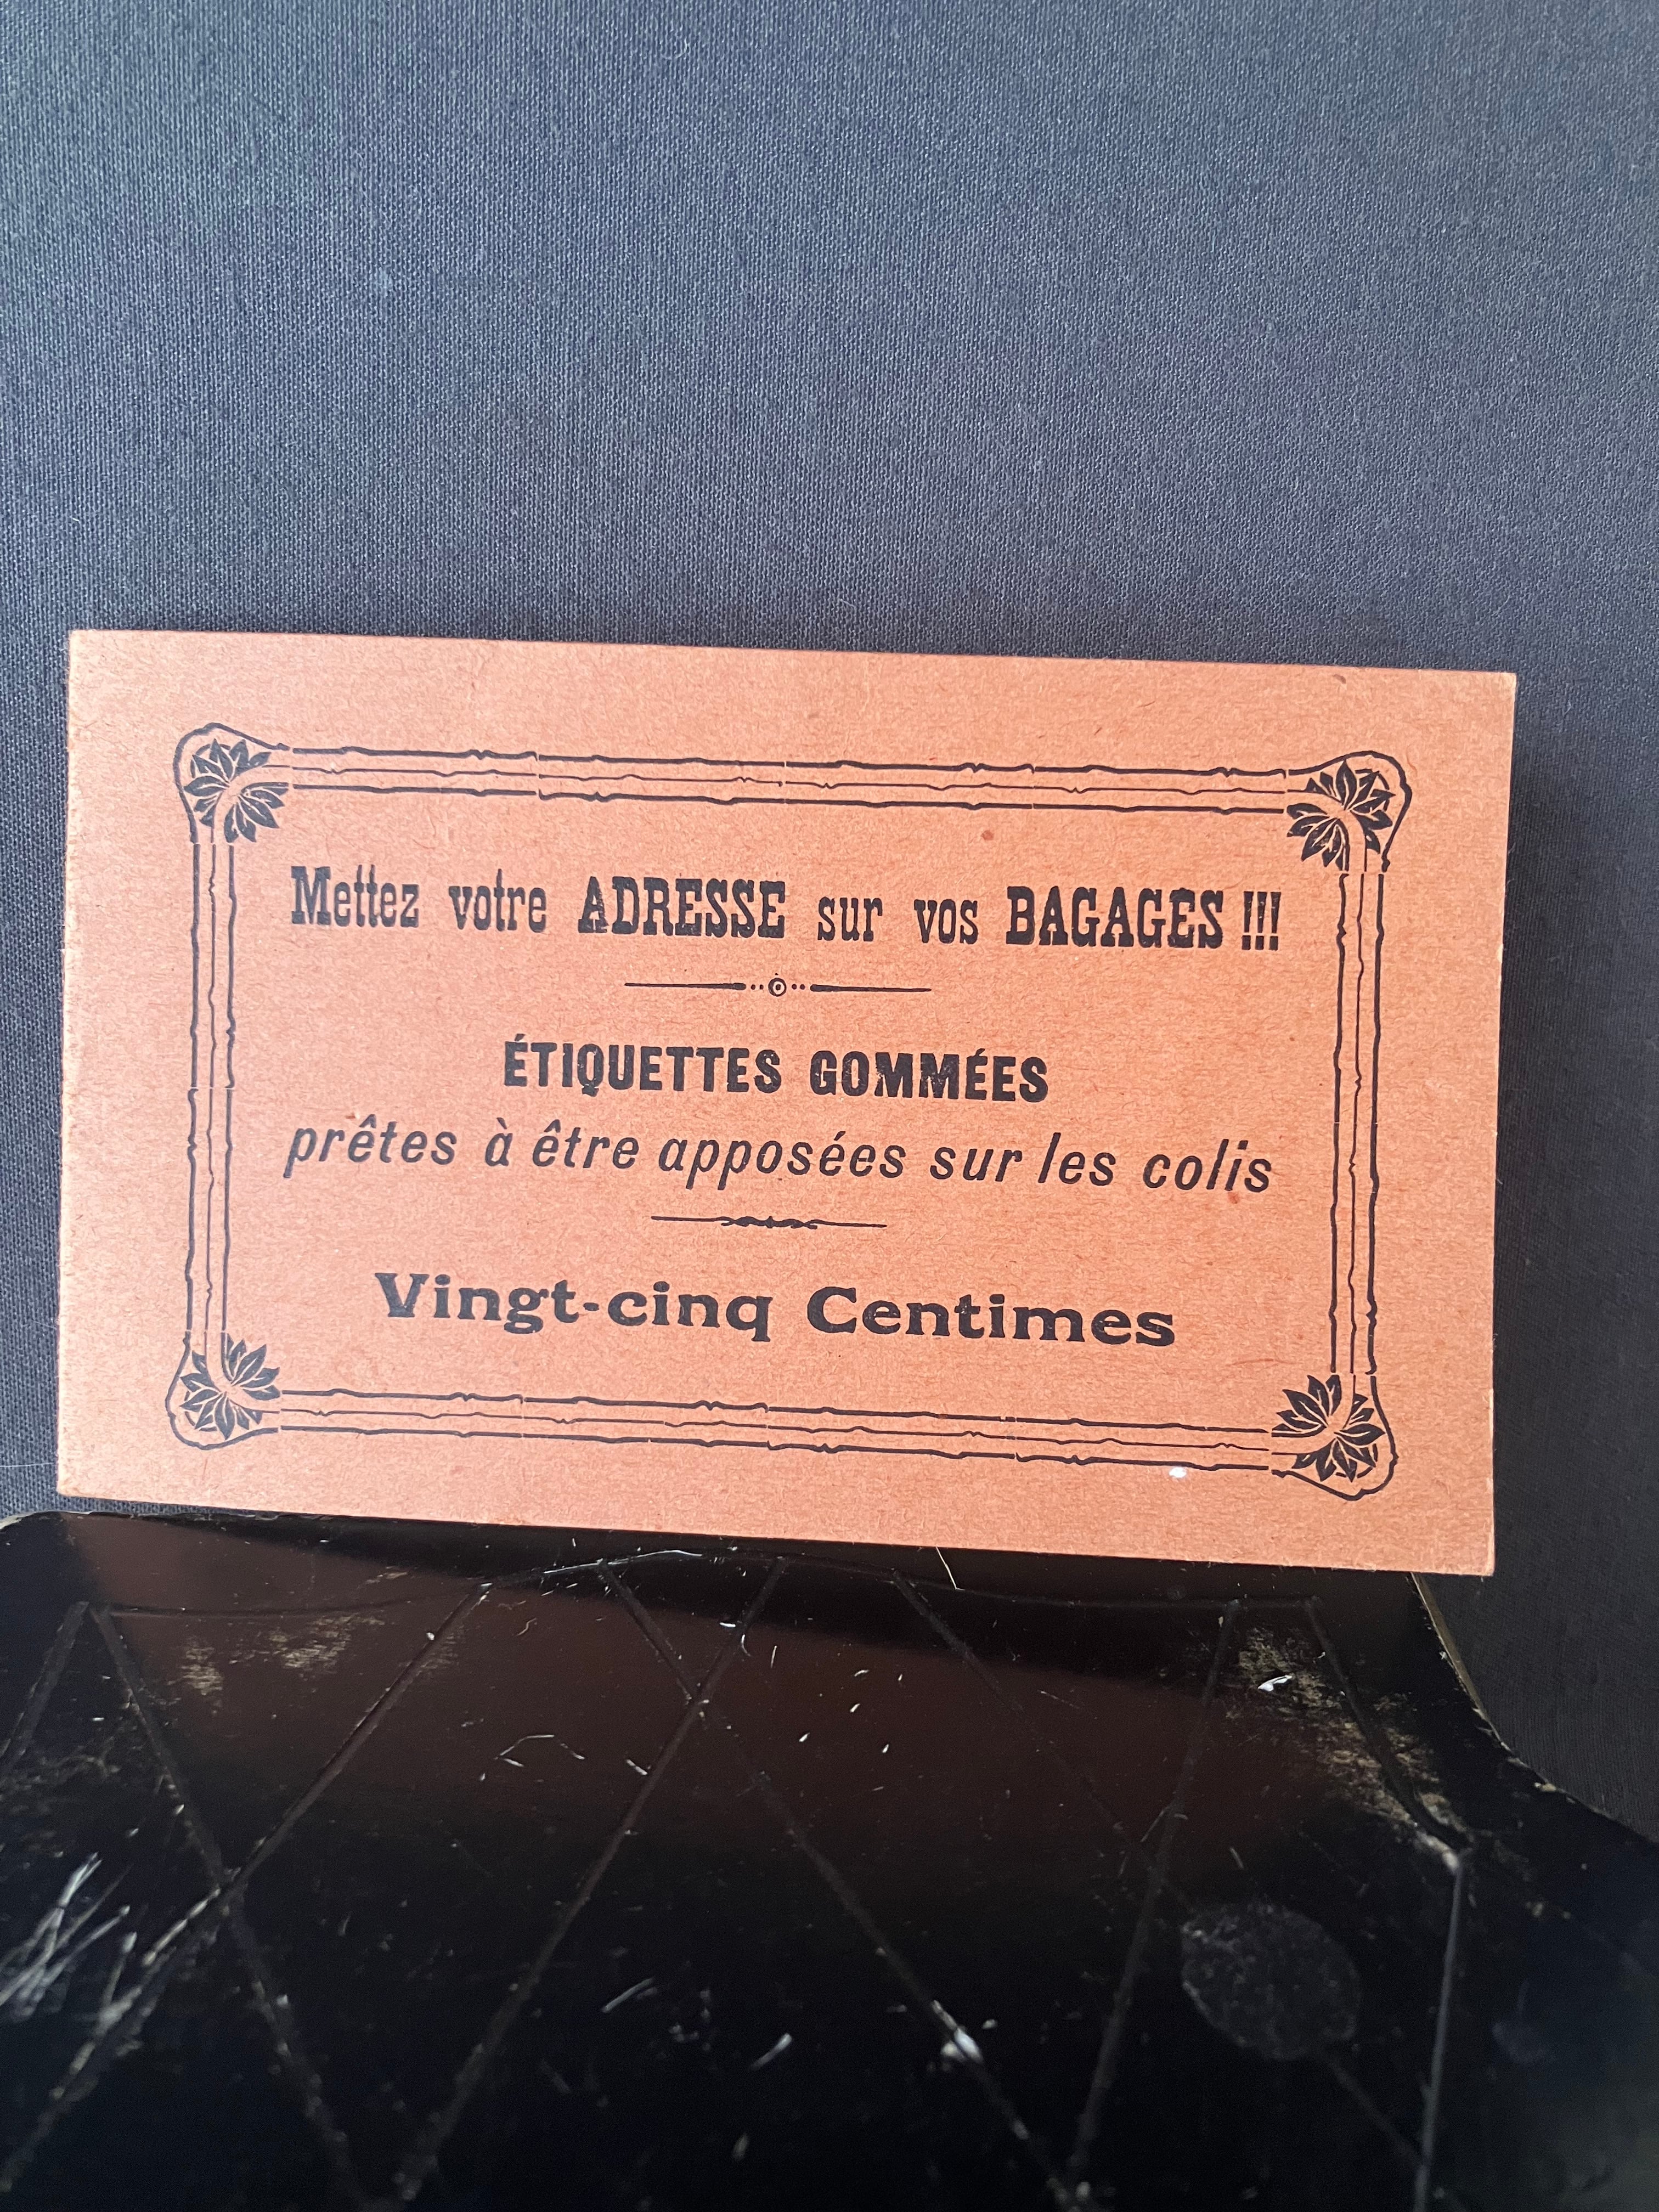 Mettez votre ADRESSE sur vos BAGAGES !!!
ÉTIQUETTES GOMMÉES
prêtes à être apposées sur les colis
Vingt-cinq Centimes